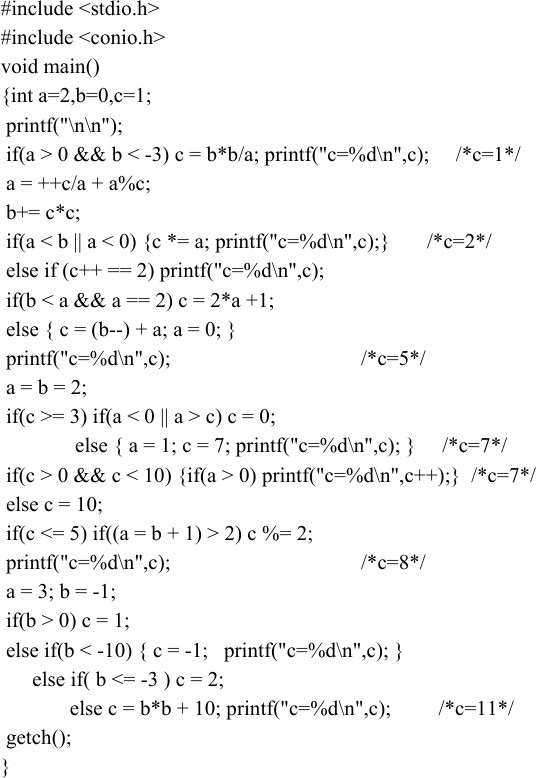 #include <stdio.h>
#include <conio.h>
void main()
{int a=2,b=0,c=1;
printf("\n\n");
if(a > 0 && b < -3) c = b*b/a; printf("c=%d\n",c); /*c=1*/
a = ++c/a + a%c;
b+= c*c;
if(a < b || a < 0) {c *= a; printf("c=%d\n",c);} /*c=2*/
else if (c++ == 2) printf("c=%d\n",c);
if(b < a && a == 2) c = 2*a +1;
else { c = (b--) + a; a = 0; }
printf("c=%d\n",c); /*c=5*/
a = b = 2;
if(c >= 3) if(a < 0 || a > c) c = 0;
else { a = 1; c = 7; printf("c=%d\n",c); } /*c=7*/
if(c > 0 && c < 10) {if(a > 0) printf("c=%d\n",c++);} /*c=7*/
else c = 10;
if(c <= 5) if((a = b + 1) > 2) c %= 2;
printf("c=%d\n",c); /*c=8*/
a = 3; b = -1;
if(b > 0) c = 1;
else if(b < -10) { c = -1; printf("c=%d\n",c); }
else if( b <= -3 ) c = 2;
else c = b*b + 10; printf("c=%d\n",c); /*c=11*/
getch();
}